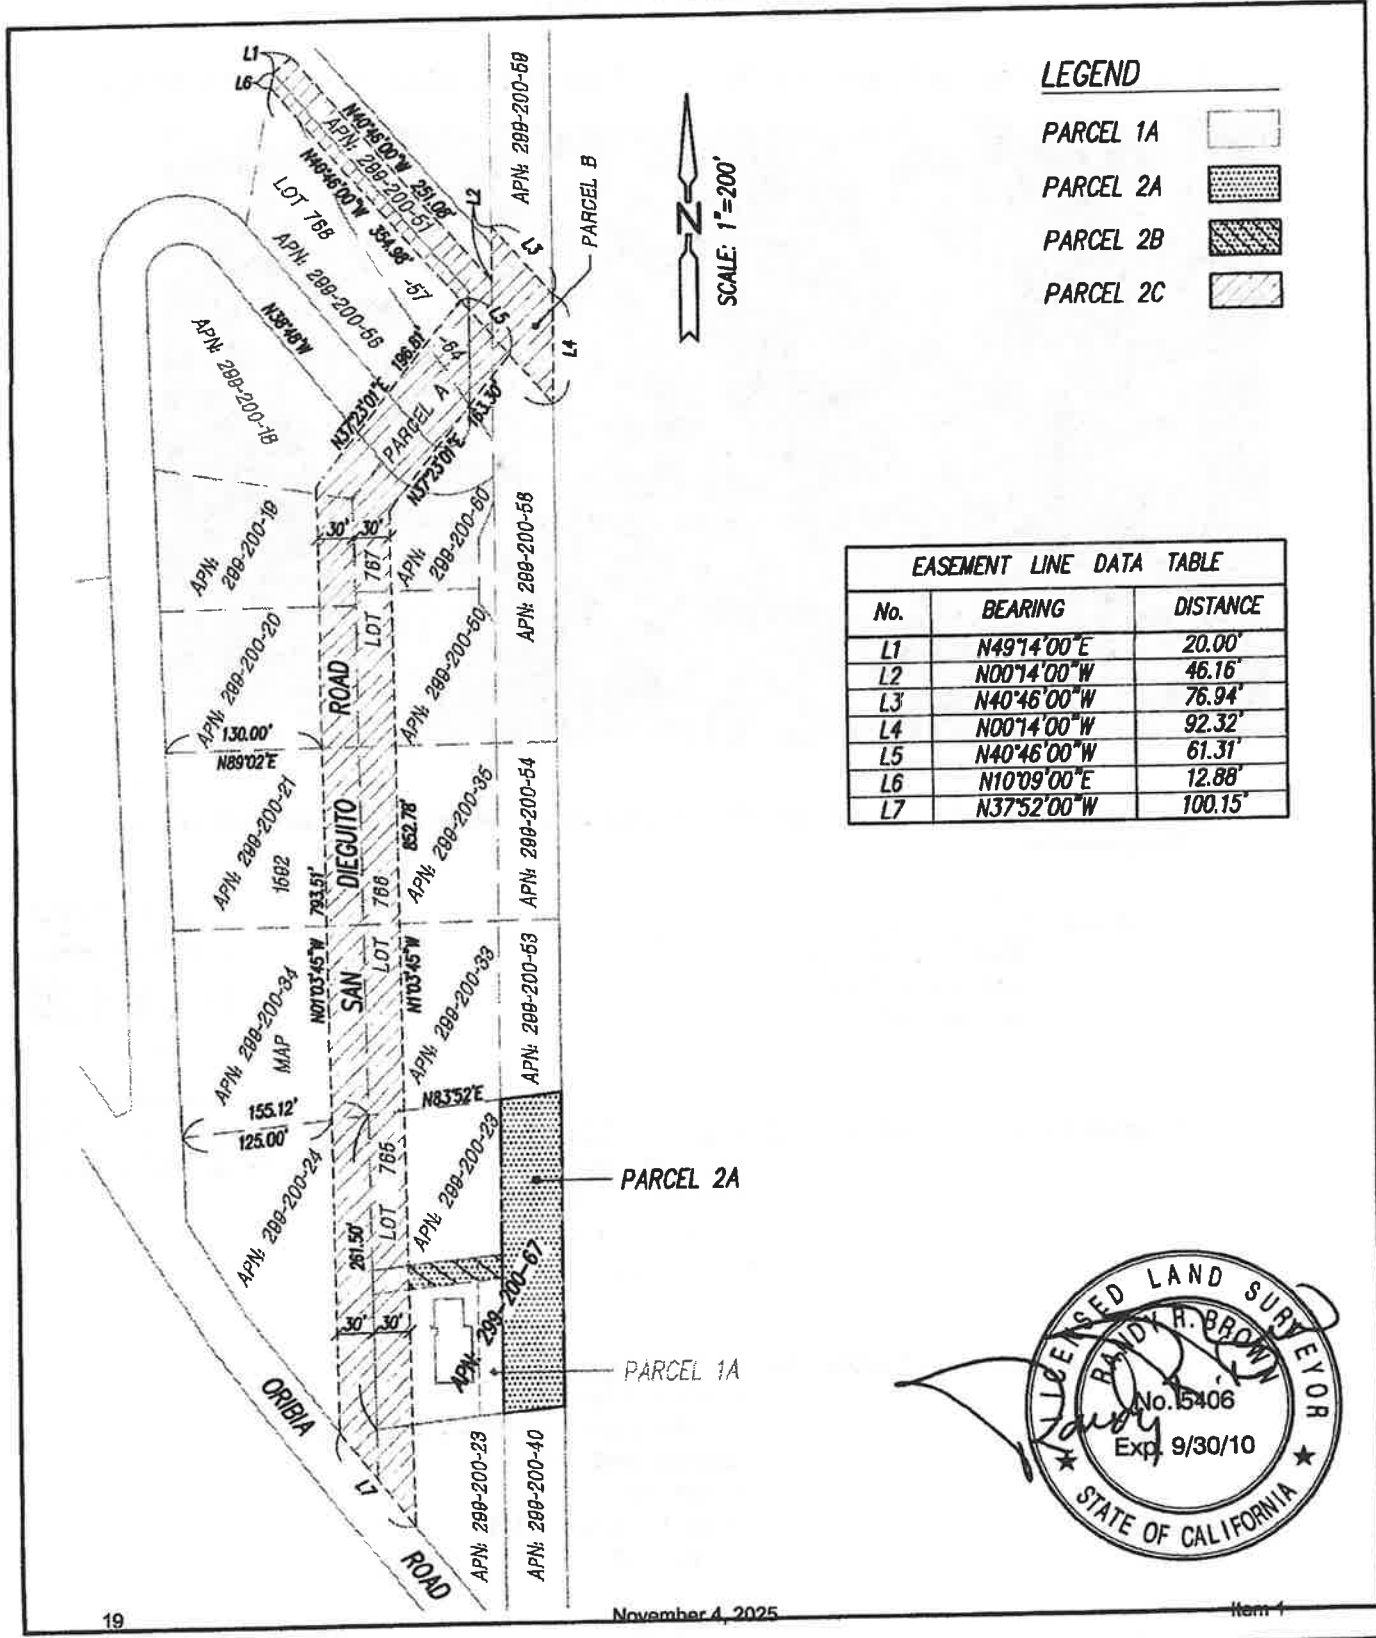 L1
L6
N40°46'00"W 251.08'
APN: 299-200-51
N40°46'00"W 354.98'
LOT 768
APN: 299-200-66
-57
L2
L3
L4
L5
PARCEL B
APN: 299-200-59
N38°48'W
APN: 299-200-18
N37°23'01"E 196.81'
-64
PARCEL A
N37°23'01"E 163.30'
N
SCALE: 1"=200'
LEGEND
PARCEL 1A
PARCEL 2A
PARCEL 2B
PARCEL 2C
30' 30'
APN: 299-200-19
LOT 767
APN: 299-200-60
APN: 299-200-58
APN: 299-200-20
APN: 299-200-50
130.00'
N89°02'E
SAN DIEGUITO ROAD
APN: 299-200-21
MAP 1592
N01°03'45"W 793.51'
LOT 766
N1°03'45"W 852.78'
APN: 299-200-35
APN: 299-200-54
APN: 299-200-34
APN: 299-200-33
APN: 299-200-53
155.12'
125.00'
N83°52'E
APN: 299-200-24
261.50'
LOT 765
APN: 299-200-23
PARCEL 2A
APN: 299-200-67
30' 30'
PARCEL 1A
ORIBIA ROAD
L7
APN: 299-200-23
APN: 299-200-40
EASEMENT LINE DATA TABLE
No. BEARING DISTANCE
L1 N49°14'00"E 20.00'
L2 N00°14'00"W 46.16'
L3 N40°46'00"W 76.94'
L4 N00°14'00"W 92.32'
L5 N40°46'00"W 61.31'
L6 N10°09'00"E 12.88'
L7 N37°52'00"W 100.15'
LICENSED LAND SURVEYOR
RANDY R. BROWN
No. 5406
Exp. 9/30/10
STATE OF CALIFORNIA
19
November 4, 2025
Item 1